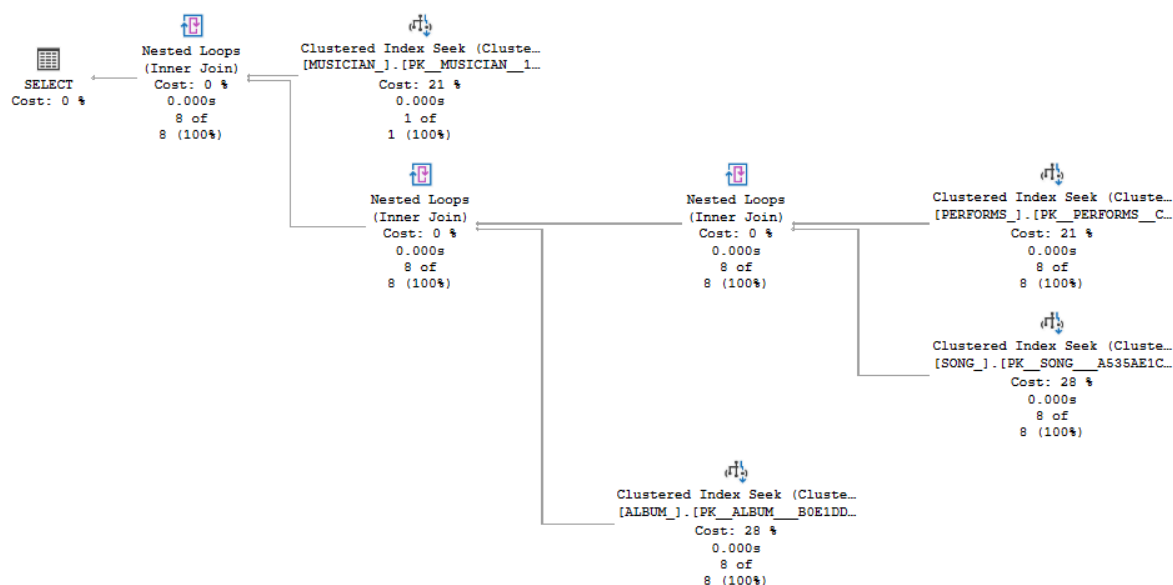 SELECT
Cost: 0 %
Nested Loops
(Inner Join)
Cost: 0 %
0.000s
8 of
8 (100%)
Clustered Index Seek (Cluste…
[MUSICIAN_].[PK__MUSICIAN__1…
Cost: 21 %
0.000s
1 of
1 (100%)
Nested Loops
(Inner Join)
Cost: 0 %
0.000s
8 of
8 (100%)
Nested Loops
(Inner Join)
Cost: 0 %
0.000s
8 of
8 (100%)
Clustered Index Seek (Cluste…
[PERFORMS_].[PK__PERFORMS__C…
Cost: 21 %
0.000s
8 of
8 (100%)
Clustered Index Seek (Cluste…
[SONG_].[PK__SONG___A535AE1C…
Cost: 28 %
0.000s
8 of
8 (100%)
Clustered Index Seek (Cluste…
[ALBUM_].[PK__ALBUM___B0E1DD…
Cost: 28 %
0.000s
8 of
8 (100%)